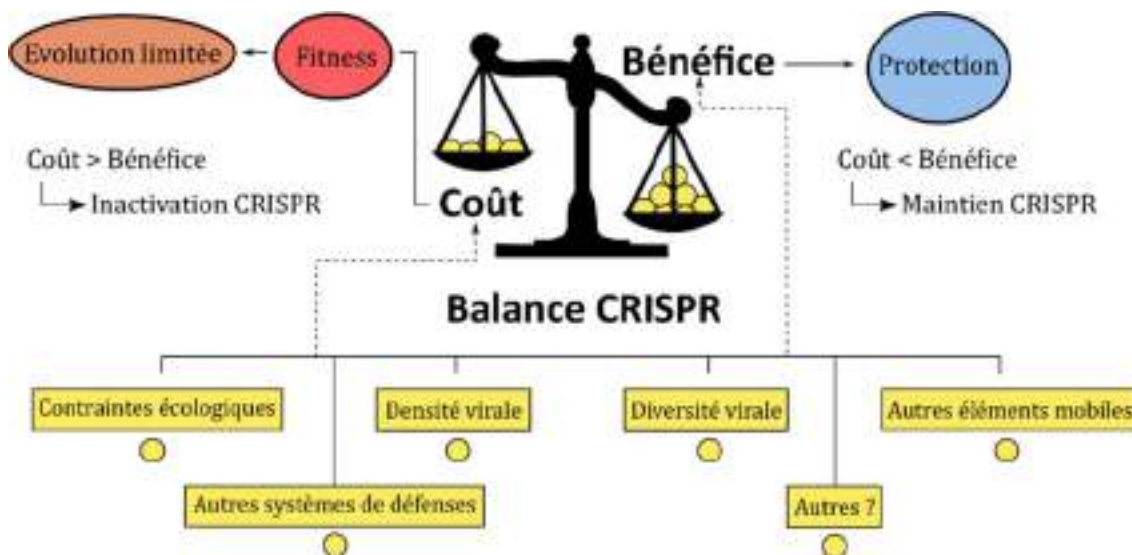 Evolution limitée
Fitness
Bénéfice
Protection
Coût > Bénéfice
Inactivation CRISPR
Coût
Coût < Bénéfice
Maintien CRISPR
Balance CRISPR
Contraintes écologiques
Densité virale
Diversité virale
Autres éléments mobiles
Autres systèmes de défenses
Autres ?